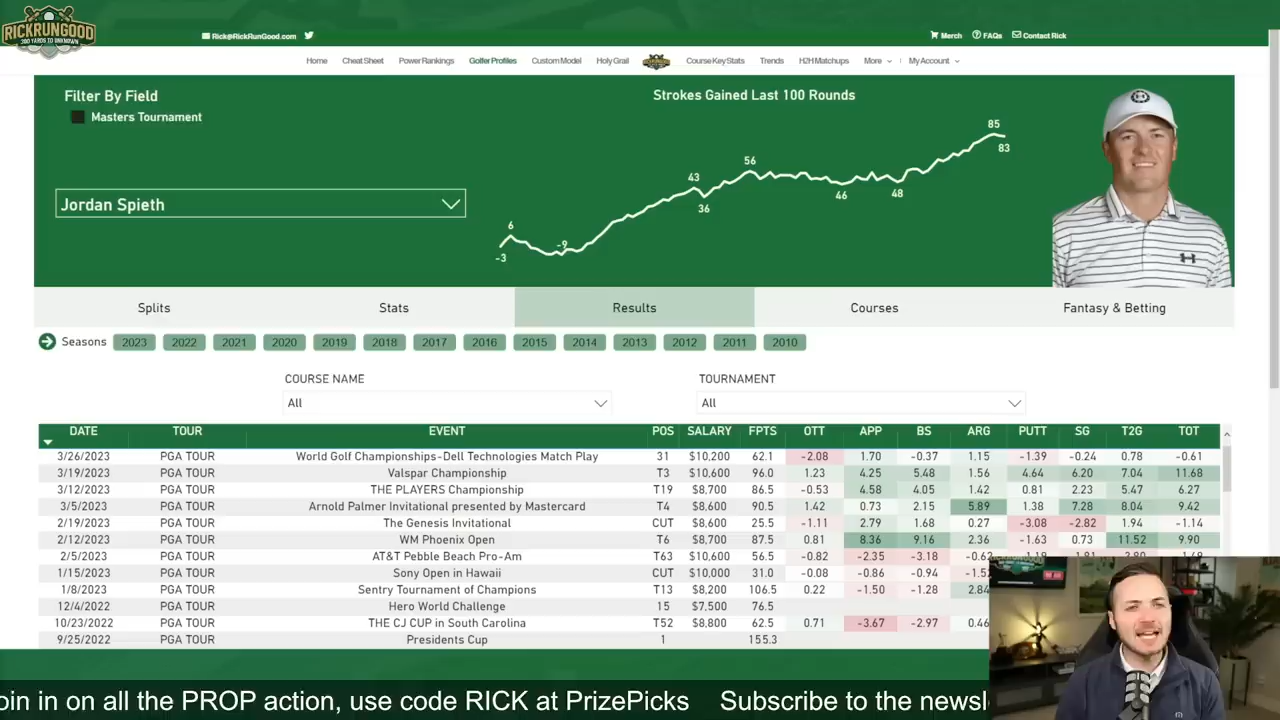 RICKRUNGOOD
300 YARDS TO UNKNOWN
Rick@RickRunGood.com
Merch FAQs Contact Rick
Home Cheat Sheet Power Rankings Golfer Profiles Custom Model Holy Grail Course Key Stats Trends H2H Matchups More | My Account
Filter By Field
Masters Tournament
Jordan Spieth
Strokes Gained Last 100 Rounds
-3 6 -9 43 36 56 46 48 85 83
Splits Stats Results Courses Fantasy & Betting
Seasons 2023 2022 2021 2020 2019 2018 2017 2016 2015 2014 2013 2012 2011 2010
COURSE NAME TOURNAMENT
All All
DATE TOUR EVENT POS SALARY FPTS OTT APP BS ARG PUTT SG T2G TOT
3/26/2023 PGA TOUR World Golf Championships-Dell Technologies Match Play 31 $10,200 62.1 -2.08 1.70 -0.37 1.15 -1.39 -0.24 0.78 -0.61
3/19/2023 PGA TOUR Valspar Championship T3 $10,600 96.0 1.23 4.25 5.48 1.56 4.64 6.20 7.04 11.68
3/12/2023 PGA TOUR THE PLAYERS Championship T19 $8,700 86.5 -0.53 4.58 4.05 1.42 0.81 2.23 5.47 6.27
3/5/2023 PGA TOUR Arnold Palmer Invitational presented by Mastercard T4 $8,600 90.5 1.42 0.73 2.15 5.89 1.38 7.28 8.04 9.42
2/19/2023 PGA TOUR The Genesis Invitational CUT $8,600 25.5 -1.11 2.79 1.68 0.27 -3.08 -2.82 1.94 -1.14
2/12/2023 PGA TOUR WM Phoenix Open T6 $8,700 87.5 0.81 8.36 9.16 2.36 -1.63 0.73 11.52 9.90
2/5/2023 PGA TOUR AT&T Pebble Beach Pro-Am T63 $10,600 56.5 -0.82 -2.35 -3.18
1/15/2023 PGA TOUR Sony Open in Hawaii CUT $10,000 31.0 -0.08 -0.86 -0.94
1/8/2023 PGA TOUR Sentry Tournament of Champions T13 $8,200 106.5 0.22 -1.50 -1.28 2.84
12/4/2022 PGA TOUR Hero World Challenge 15 $7,500 76.5
10/23/2022 PGA TOUR THE CJ CUP in South Carolina T52 $8,800 62.5 0.71 -3.67 -2.97 0.46
9/25/2022 PGA TOUR Presidents Cup 1 155.3
oin in on all the PROP action, use code RICK at PrizePicks Subscribe to the newsl